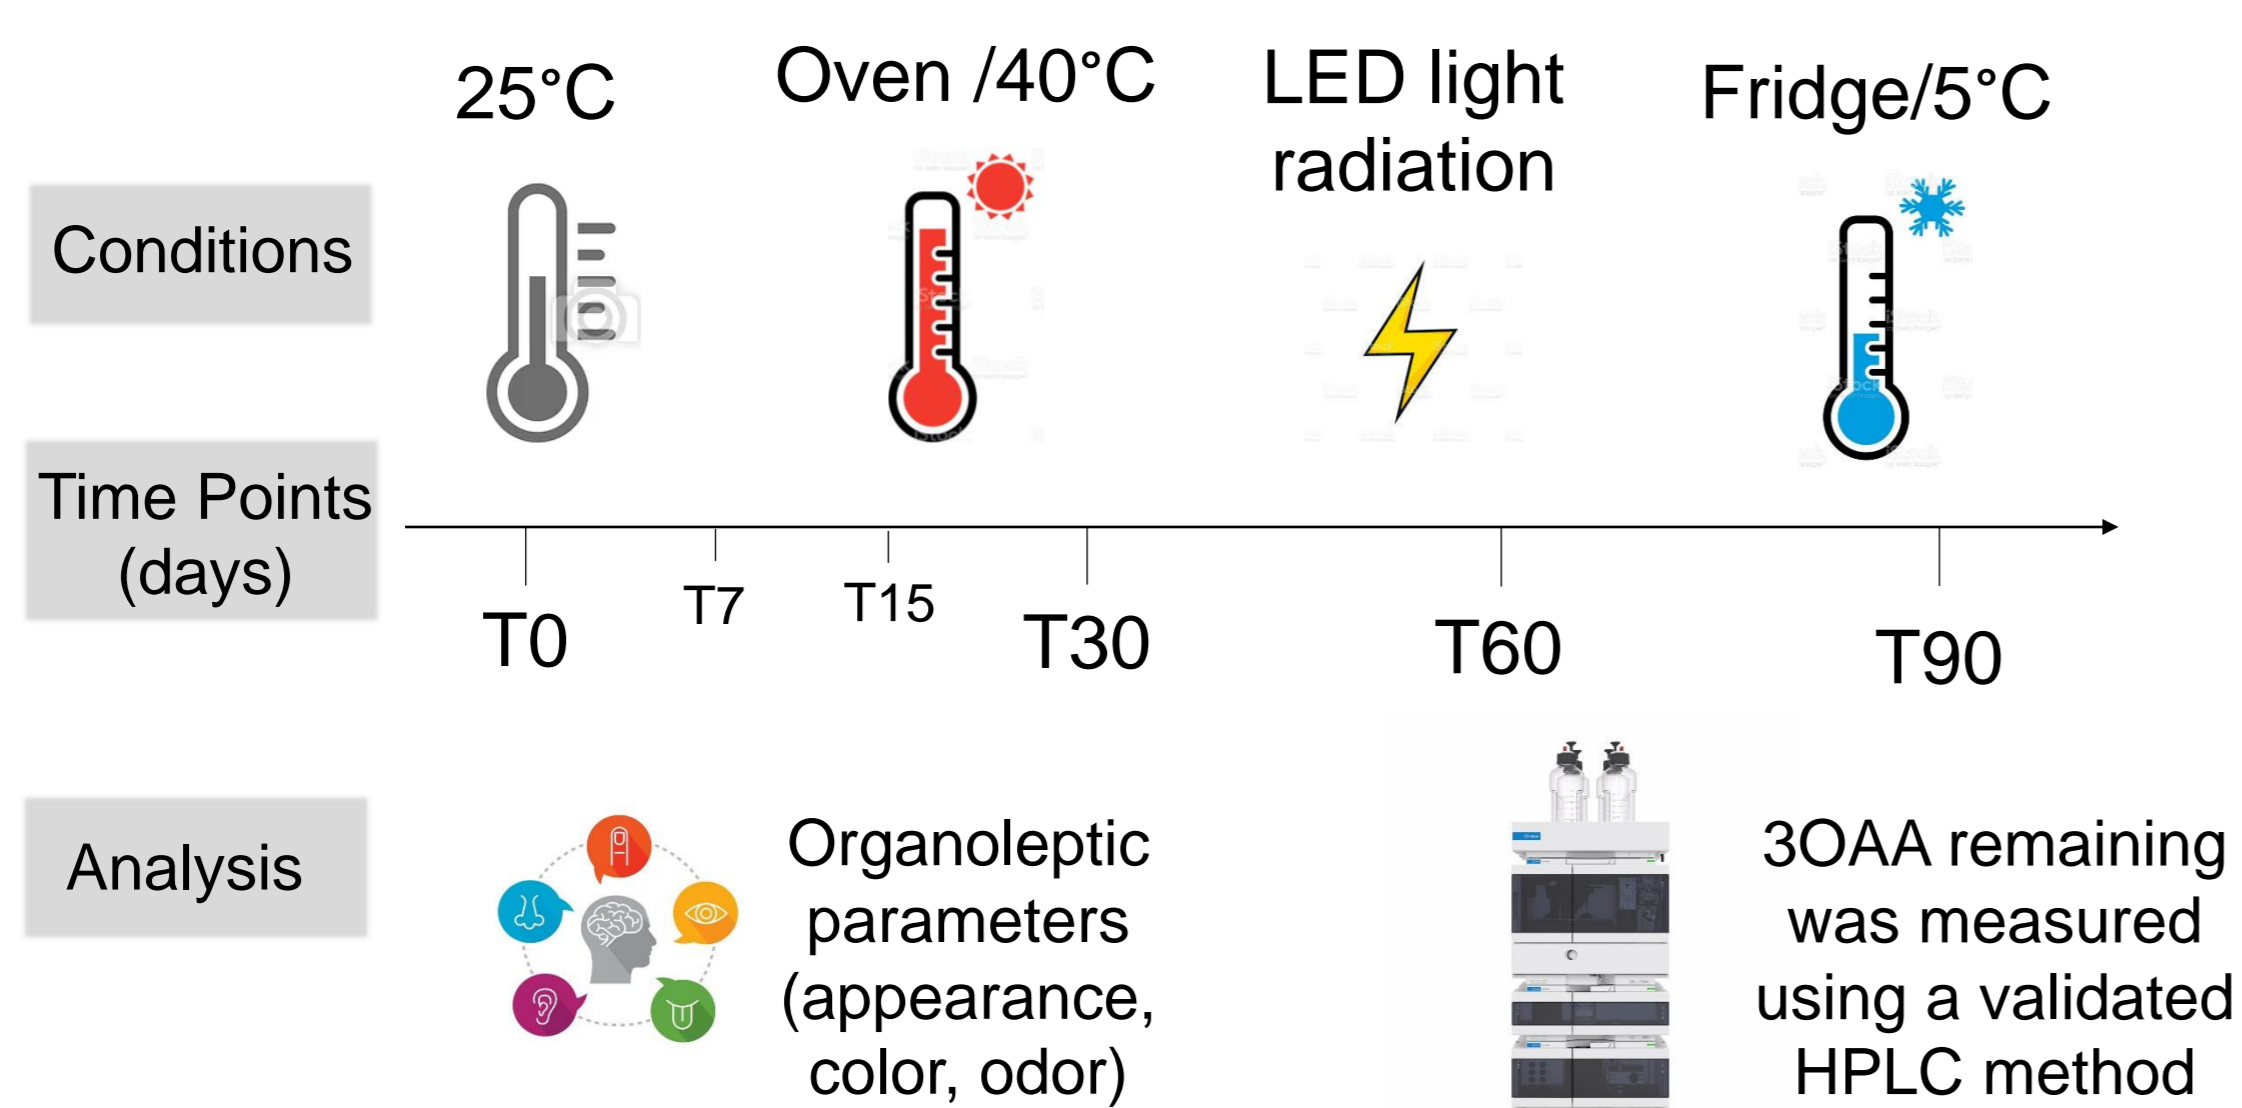 25°C
Oven /40°C
LED light
radiation
Fridge/5°C
Conditions
Time Points
(days)
T0
T7
T15
T30
T60
T90
Analysis
Organoleptic
parameters
(appearance,
color, odor)
3OAA remaining
was measured
using a validated
HPLC method